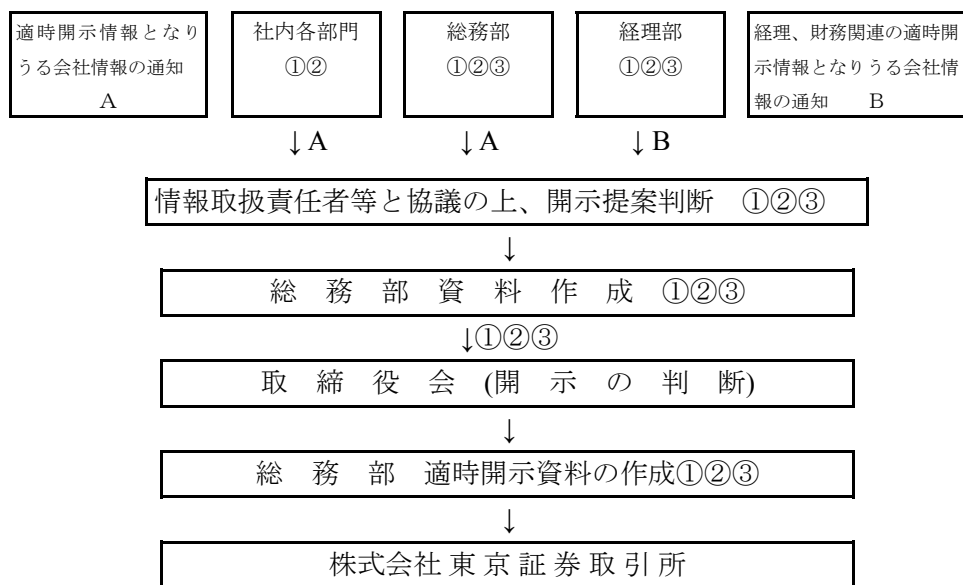 適時開示情報となり
うる会社情報の通知
A
社内各部門
①②
総務部
①②③
経理部
①②③
経理、財務関連の適時開
示情報となりうる会社情
報の通知 B
↓A ↓A ↓B
情報取扱責任者等と協議の上、開示提案判断 ①②③
↓
総 務 部 資 料 作 成 ①②③
↓①②③
取 締 役 会 (開 示 の 判 断)
↓
総 務 部 適時開示資料の作成①②③
↓
株式会社東京証券取引所